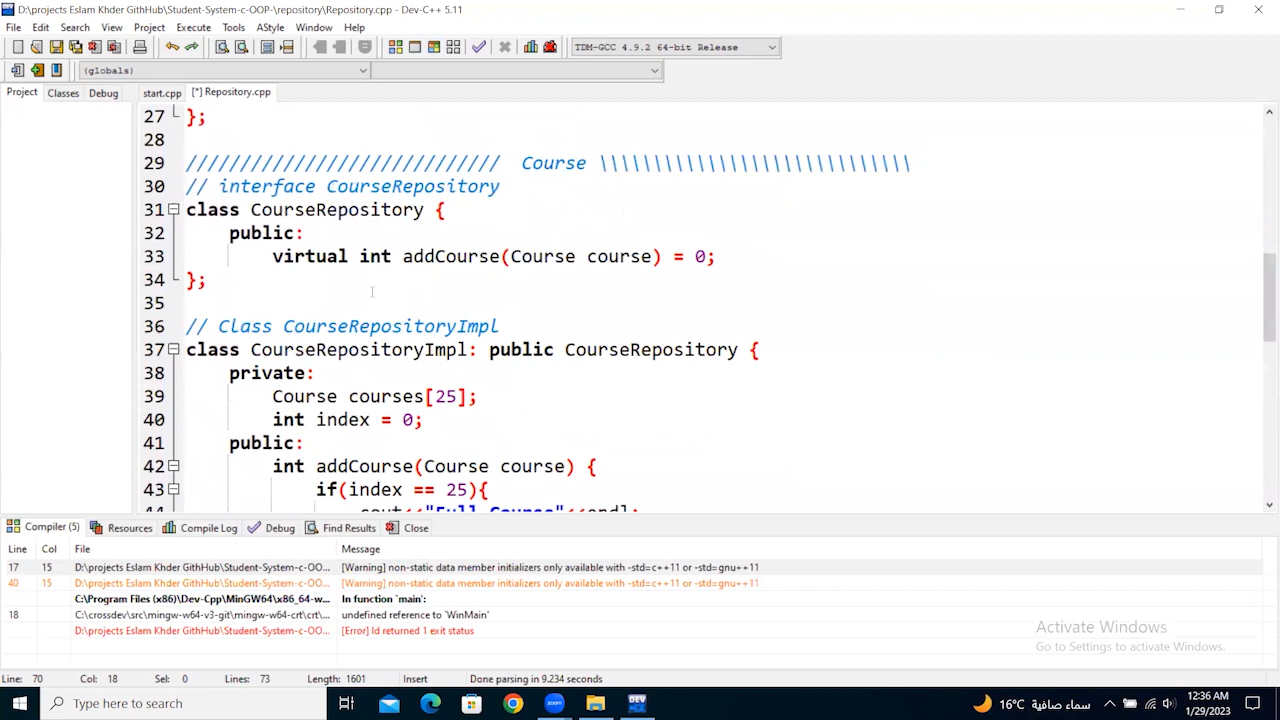 D:\projects Eslam Khder GithHub\Student-System-c-OOP-\repository\Repository.cpp - Dev-C++ 5.11
File Edit Search View Project Execute Tools AStyle Window Help
TDM-GCC 4.9.2 64-bit Release
(globals)
Project Classes Debug start.cpp [*] Repository.cpp
27 };
28
29 //////////////////////////// Course \\\\\\\\\\\\\\\\\\\\\\\\\\\\\
30 // interface CourseRepository
31 class CourseRepository {
32 public:
33 virtual int addCourse(Course course) = 0;
34 };
35
36 // Class CourseRepositoryImpl
37 class CourseRepositoryImpl: public CourseRepository {
38 private:
39 Course courses[25];
40 int index = 0;
41 public:
42 int addCourse(Course course) {
43 if(index == 25){
44 cout<<"Full Course"<<endl;
Compiler (5) Resources Compile Log Debug Find Results Close
Line Col File Message
17 15 D:\projects Eslam Khder GithHub\Student-System-c-OO... [Warning] non-static data member initializers only available with -std=c++11 or -std=gnu++11
40 15 D:\projects Eslam Khder GithHub\Student-System-c-OO... [Warning] non-static data member initializers only available with -std=c++11 or -std=gnu++11
C:\Program Files (x86)\Dev-Cpp\MinGW64\x86_64-w... In function `main':
18 C:\crossdev\src\mingw-w64-v3-git\mingw-w64-crt\crt\... undefined reference to `WinMain'
D:\projects Eslam Khder GithHub\Student-System-c-OO... [Error] ld returned 1 exit status
Activate Windows
Go to Settings to activate Windows.
Line: 70 Col: 18 Sel: 0 Lines: 73 Length: 1601 Insert Done parsing in 9.234 seconds
Type here to search
zoom
DEV
16°C سماء صافية
12:36 AM
1/29/2023